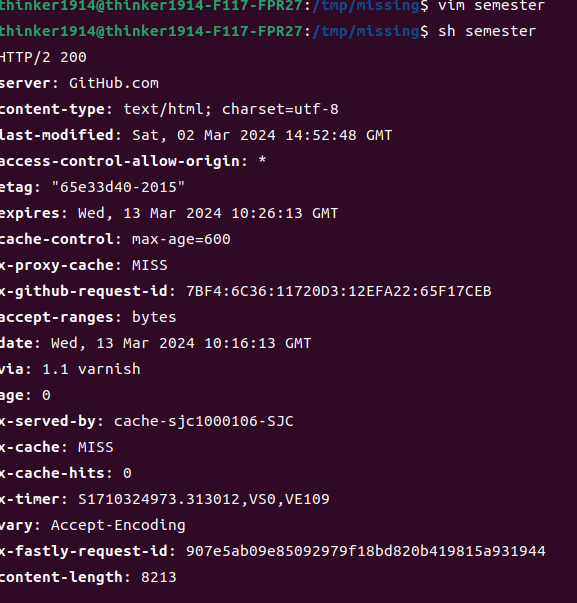 thinker1914@thinker1914-F117-FPR27:/tmp/missing$ vim semester
thinker1914@thinker1914-F117-FPR27:/tmp/missing$ sh semester
HTTP/2 200
server: GitHub.com
content-type: text/html; charset=utf-8
last-modified: Sat, 02 Mar 2024 14:52:48 GMT
access-control-allow-origin: *
etag: "65e33d40-2015"
expires: Wed, 13 Mar 2024 10:26:13 GMT
cache-control: max-age=600
x-proxy-cache: MISS
x-github-request-id: 7BF4:6C36:11720D3:12EFA22:65F17CEB
accept-ranges: bytes
date: Wed, 13 Mar 2024 10:16:13 GMT
via: 1.1 varnish
age: 0
x-served-by: cache-sjc1000106-SJC
x-cache: MISS
x-cache-hits: 0
x-timer: S1710324973.313012,VS0,VE109
vary: Accept-Encoding
x-fastly-request-id: 907e5ab09e85092979f18bd820b419815a931944
content-length: 8213